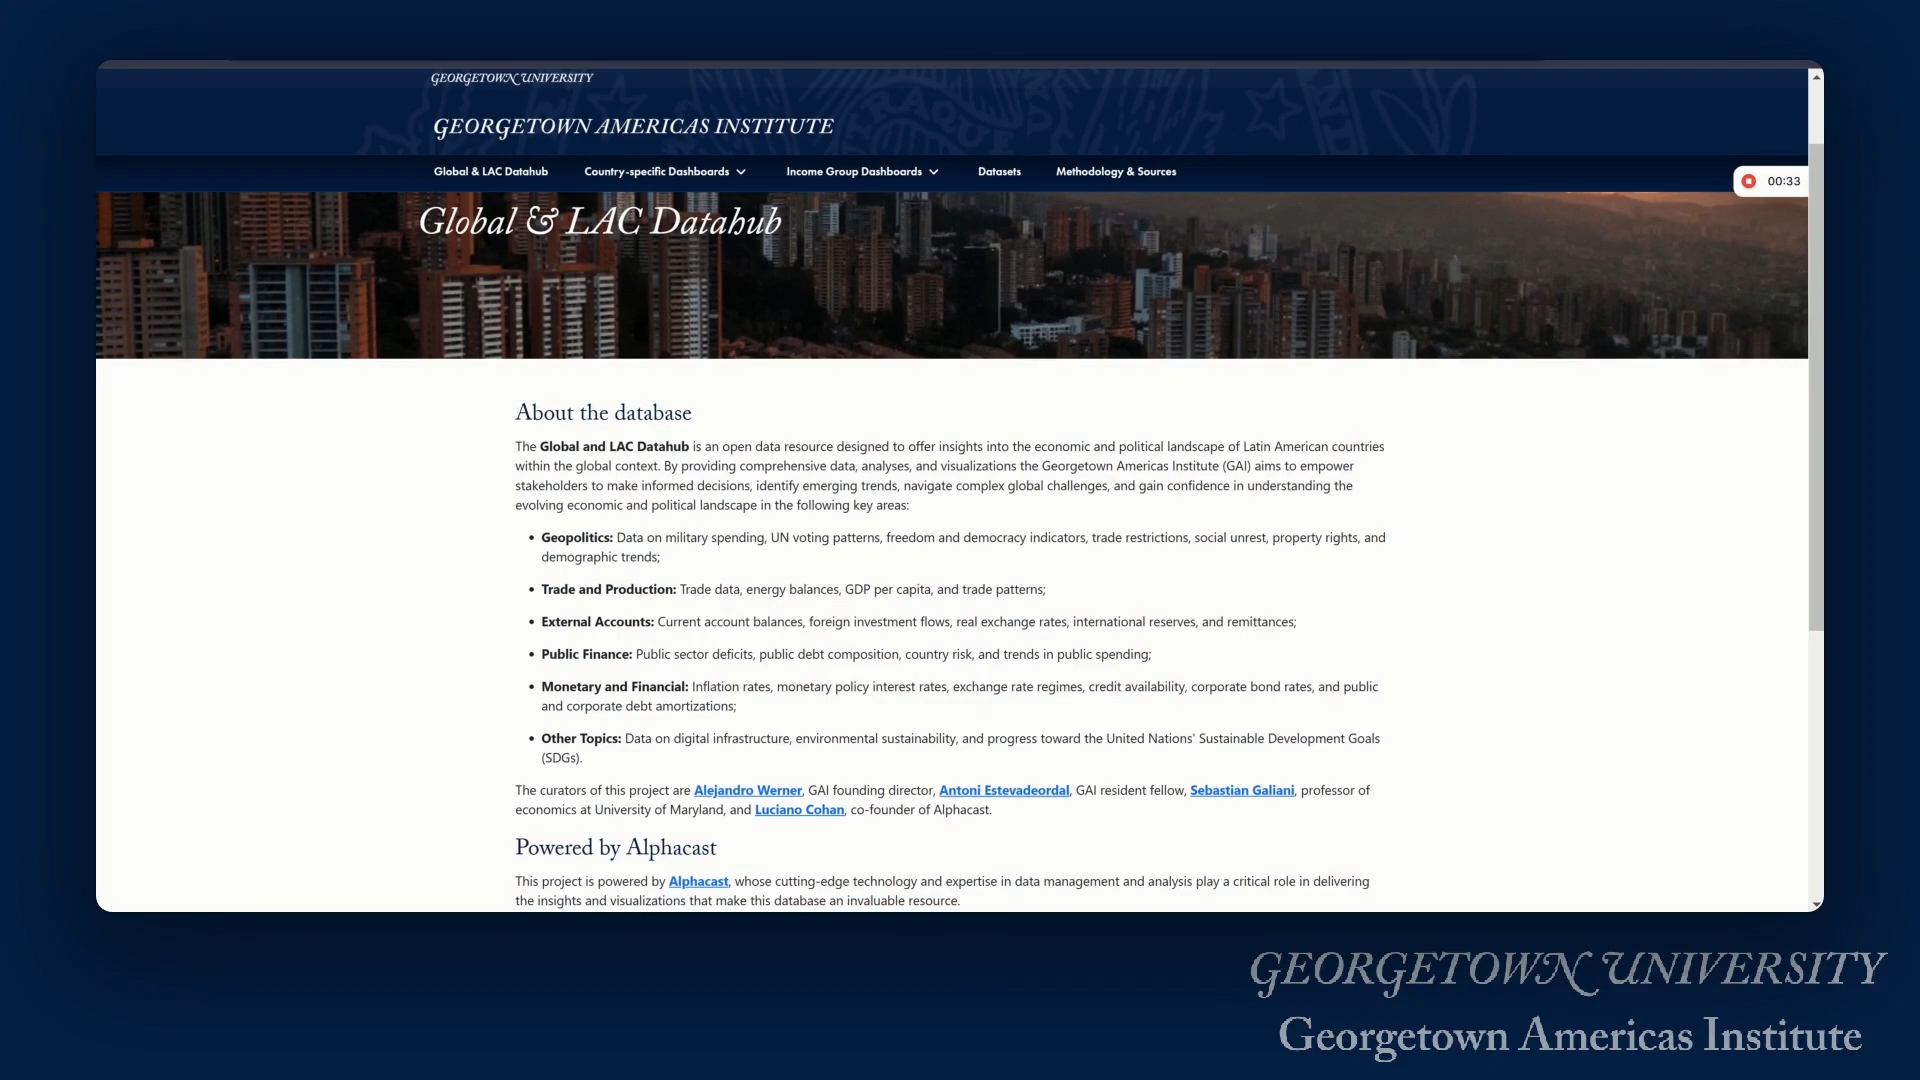 GEORGETOWN UNIVERSITY
GEORGETOWN AMERICAS INSTITUTE
Global & LAC Datahub Country-specific Dashboards Income Group Dashboards Datasets Methodology & Sources
00:33
Global & LAC Datahub
About the database
The Global and LAC Datahub is an open data resource designed to offer insights into the economic and political landscape of Latin American countries
within the global context. By providing comprehensive data, analyses, and visualizations the Georgetown Americas Institute (GAI) aims to empower
stakeholders to make informed decisions, identify emerging trends, navigate complex global challenges, and gain confidence in understanding the
evolving economic and political landscape in the following key areas:
• Geopolitics: Data on military spending, UN voting patterns, freedom and democracy indicators, trade restrictions, social unrest, property rights, and
demographic trends;
• Trade and Production: Trade data, energy balances, GDP per capita, and trade patterns;
• External Accounts: Current account balances, foreign investment flows, real exchange rates, international reserves, and remittances;
• Public Finance: Public sector deficits, public debt composition, country risk, and trends in public spending;
• Monetary and Financial: Inflation rates, monetary policy interest rates, exchange rate regimes, credit availability, corporate bond rates, and public
and corporate debt amortizations;
• Other Topics: Data on digital infrastructure, environmental sustainability, and progress toward the United Nations' Sustainable Development Goals
(SDGs).
The curators of this project are Alejandro Werner, GAI founding director, Antoni Estevadeordal, GAI resident fellow, Sebastian Galiani, professor of
economics at University of Maryland, and Luciano Cohan, co-founder of Alphacast.
Powered by Alphacast
This project is powered by Alphacast, whose cutting-edge technology and expertise in data management and analysis play a critical role in delivering
the insights and visualizations that make this database an invaluable resource.
GEORGETOWN UNIVERSITY
Georgetown Americas Institute